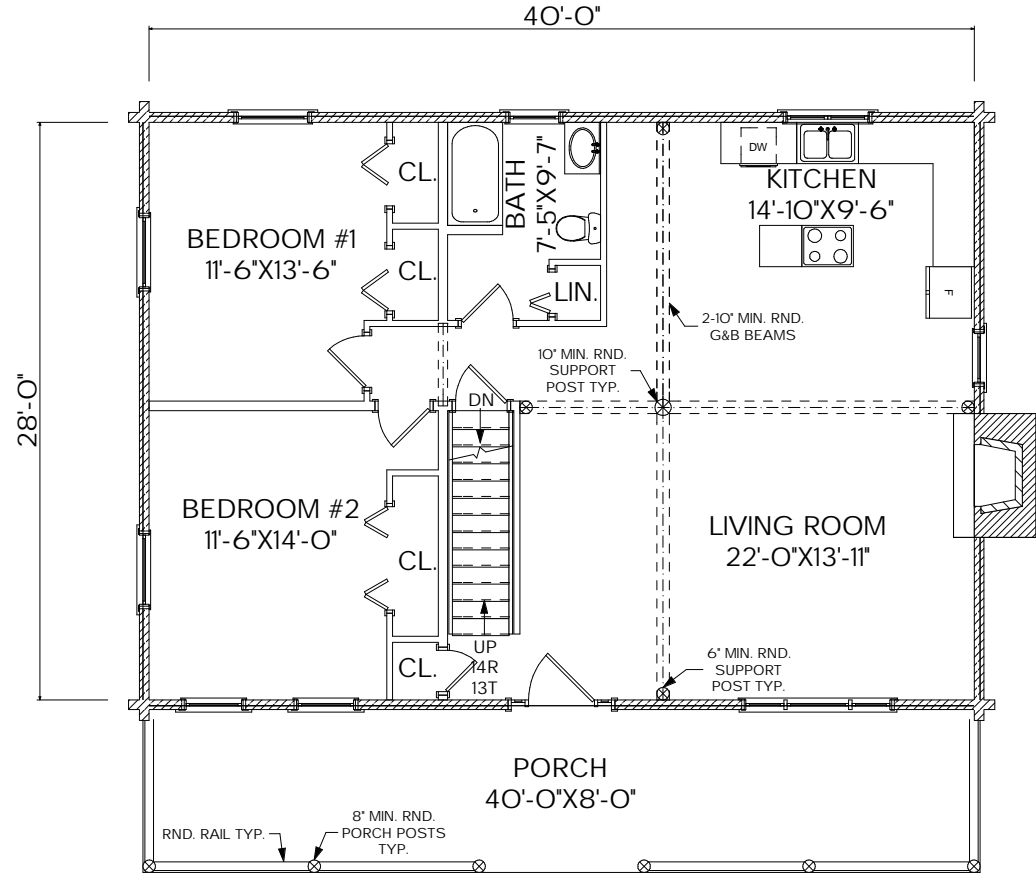 40'-0"
28'-0"
BEDROOM #1
11'-6"X13'-6"
CL.
CL.
BATH
7'-5"X9'-7"
LIN.
DW
KITCHEN
14'-10"X9'-6"
F
2-10" MIN. RND.
G&B BEAMS
10" MIN. RND.
SUPPORT
POST TYP.
DN
BEDROOM #2
11'-6"X14'-0"
CL.
CL.
UP
14R
13T
LIVING ROOM
22'-0"X13'-11"
6" MIN. RND.
SUPPORT
POST TYP.
PORCH
40'-0"X8'-0"
RND. RAIL TYP.
8" MIN. RND.
PORCH POSTS
TYP.